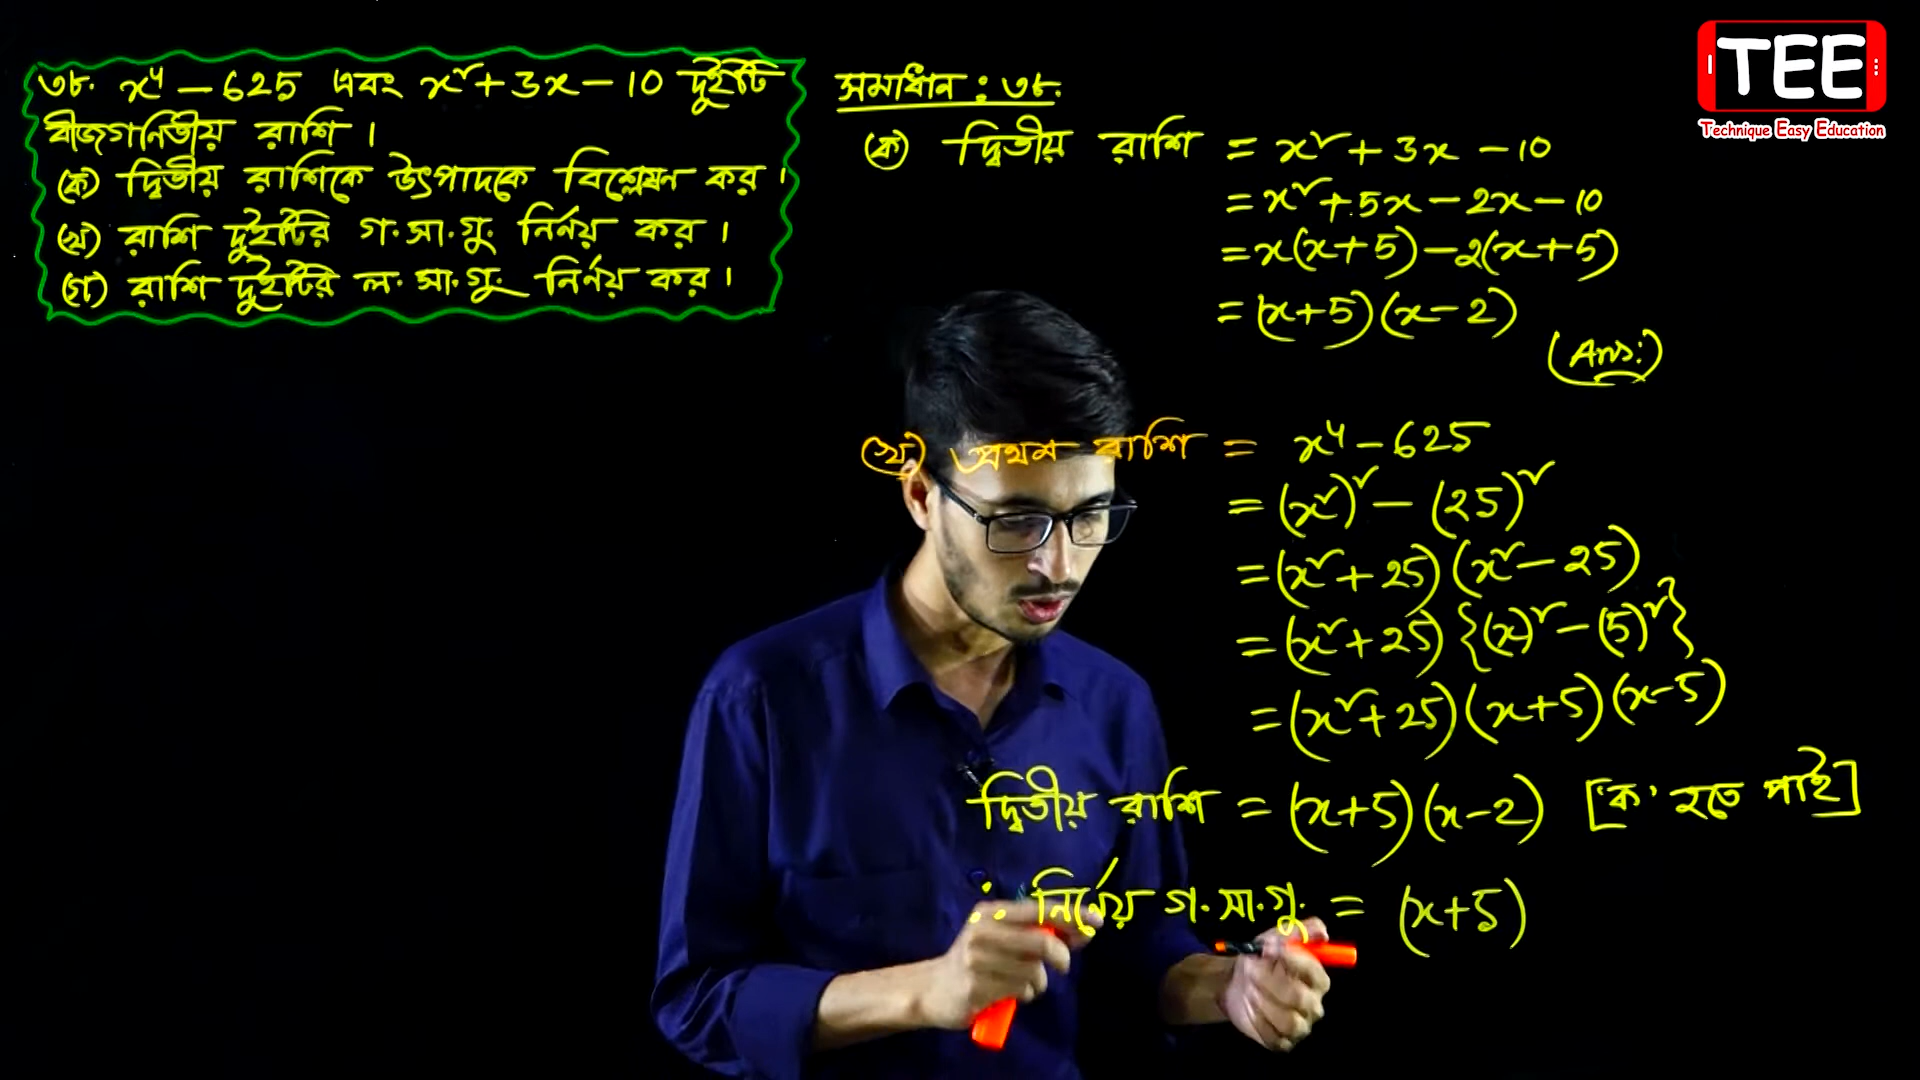 ৩৮. x⁴ – 625 এবং x² + 3x – 10 দুইটি
বীজগনিতীয় রাশি ।
(ক) দ্বিতীয় রাশিকে উৎপাদকে বিশ্লেষণ কর ।
(খ) রাশি দুইটির গ.সা.গু. নির্ণয় কর ।
(গ) রাশি দুইটির ল.সা.গু. নির্ণয় কর ।
সমাধান : ৩৮.
(ক) দ্বিতীয় রাশি = x² + 3x – 10
= x² + 5x – 2x – 10
= x(x+5) – 2(x+5)
= (x+5)(x–2)
(Ans:)
(খ) প্রথম রাশি = x⁴ – 625
= (x²)² – (25)²
= (x² + 25)(x² – 25)
= (x² + 25){(x)² – (5)²}
= (x² + 25)(x+5)(x–5)
দ্বিতীয় রাশি = (x+5)(x–2) ['ক' হতে পাই]
∴ নির্ণেয় গ.সা.গু. = (x+5)
TEE
Technique Easy Education